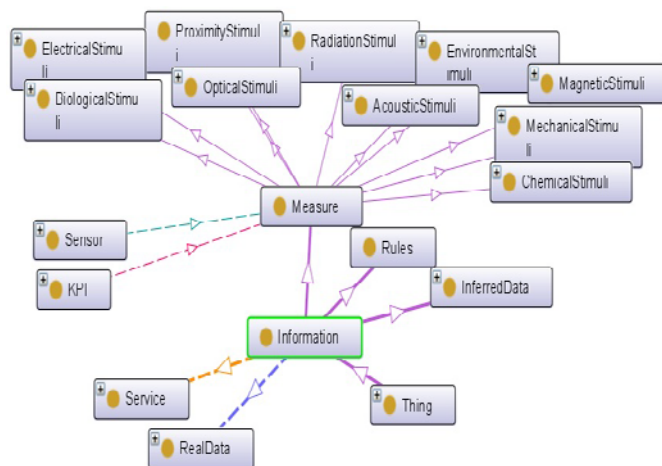 ElectricalStimu
li
ProximityStimul
i
RadiationStimul
i
EnvironmentalSt
imuli
MagneticStimuli
DiologicalStimu
li
OpticalStimuli
AcousticStimuli
MechanicalStimu
li
ChemicalStimuli
Measure
Sensor
KPI
Rules
InferredData
Information
Service
RealData
Thing